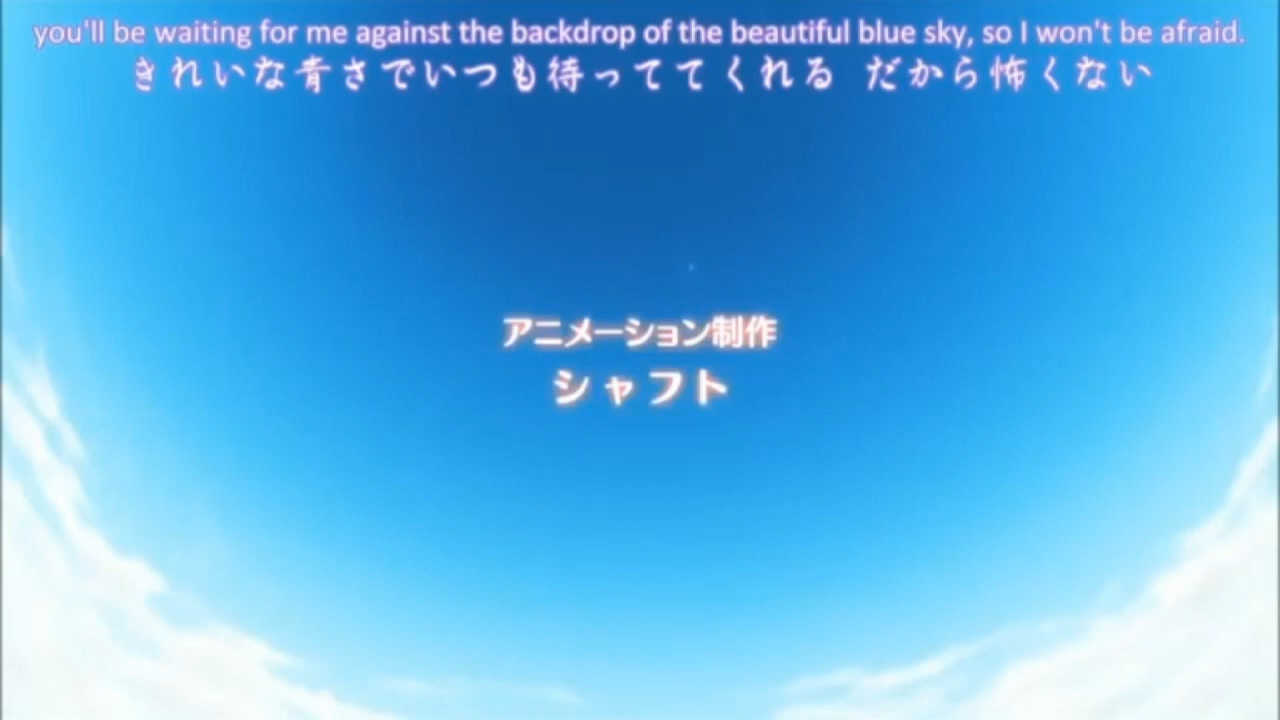 you'll be waiting for me against the backdrop of the beautiful blue sky, so I won't be afraid.
きれいな青さでいつも待っててくれる だから怖くない
アニメーション制作
シャフト